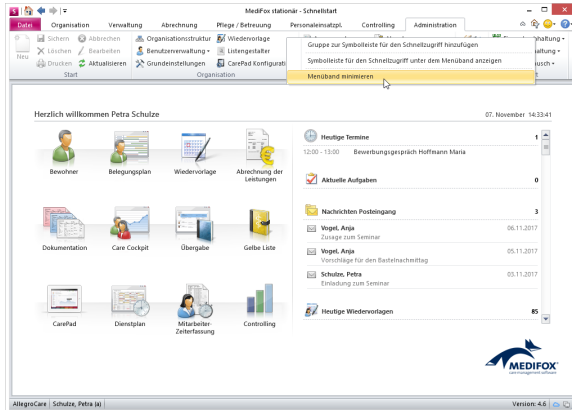 MediFox stationär - Schnellstart
Datei Organisation Verwaltung Abrechnung Pflege / Betreuung Personaleinsatzpl. Controlling Administration
Neu
Sichern Abbrechen
Löschen Bearbeiten
Drucken Aktualisieren
Start
Organisationsstruktur Wiedervorlage
Benutzerverwaltung Listengestalter
Grundeinstellungen CarePad Konfigurati
Organisation
Gruppe zur Symbolleiste für den Schnellzugriff hinzufügen
Symbolleiste für den Schnellzugriff unter dem Menüband anzeigen
Menüband minimieren
Herzlich willkommen Petra Schulze
07. November 14:33:41
Bewohner Belegungsplan Wiedervorlage Abrechnung der
Leistungen
Dokumentation Care Cockpit Übergabe Gelbe Liste
CarePad Dienstplan Mitarbeiter-
Zeiterfassung
Controlling
Heutige Termine 1
12:00 - 13:00 Bewerbungsgespräch Hoffmann Maria
Aktuelle Aufgaben 0
Nachrichten Posteingang 3
Vogel, Anja 06.11.2017
Zusage zum Seminar
Vogel, Anja 05.11.2017
Vorschläge für den Bastelnachmittag
Schulze, Petra 03.11.2017
Einladung zum Seminar
Heutige Wiedervorlagen 85
MEDIFOX
care management software
AllegroCare Schulze, Petra (a) Version: 4.6